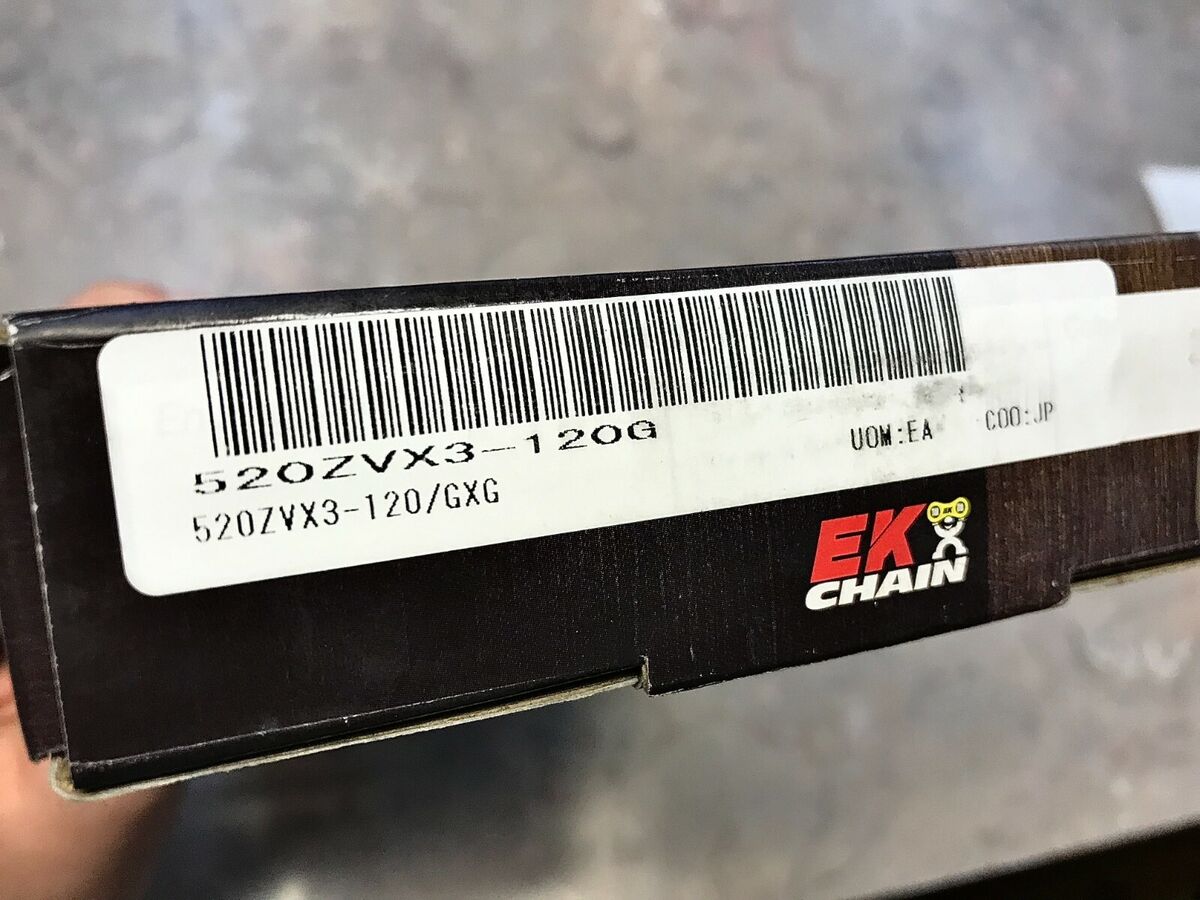 520ZVX3-120G
520ZVX3-120/GXG
UOM:EA COO:JP
EK
CHAIN